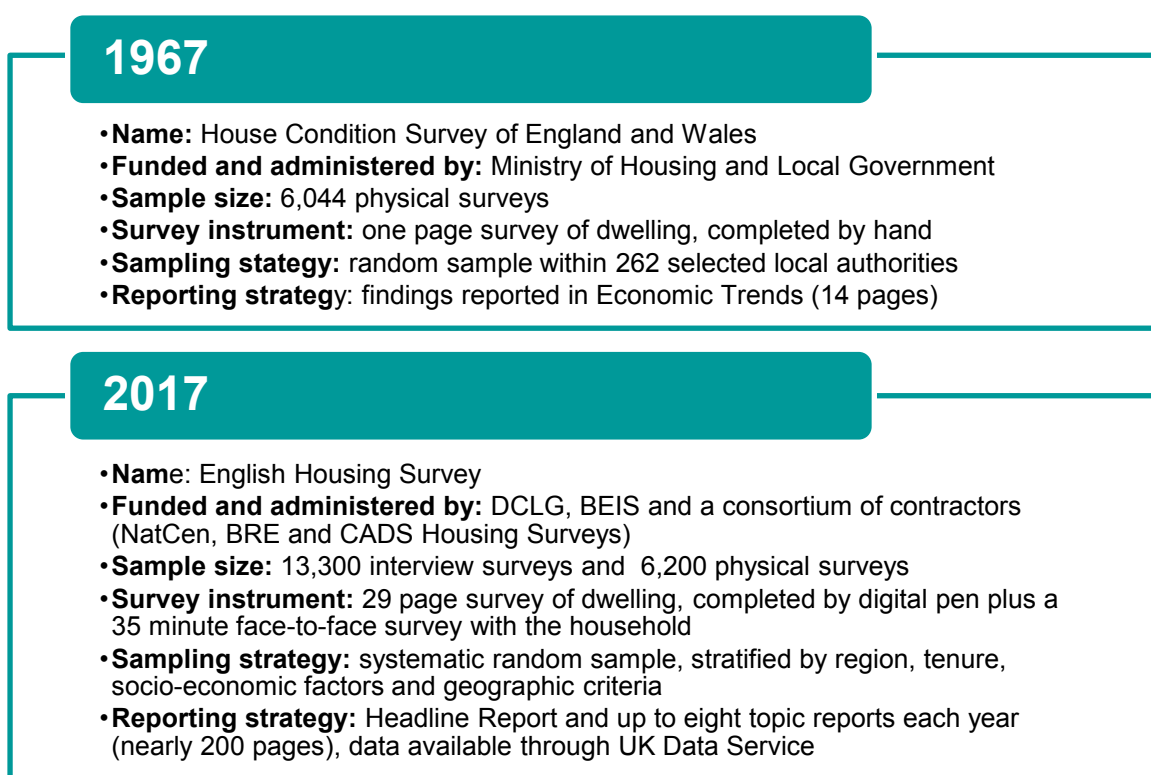 1967
•Name: House Condition Survey of England and Wales
•Funded and administered by: Ministry of Housing and Local Government
•Sample size: 6,044 physical surveys
•Survey instrument: one page survey of dwelling, completed by hand
•Sampling stategy: random sample within 262 selected local authorities
•Reporting strategy: findings reported in Economic Trends (14 pages)
2017
•Name: English Housing Survey
•Funded and administered by: DCLG, BEIS and a consortium of contractors
(NatCen, BRE and CADS Housing Surveys)
•Sample size: 13,300 interview surveys and 6,200 physical surveys
•Survey instrument: 29 page survey of dwelling, completed by digital pen plus a
35 minute face-to-face survey with the household
•Sampling strategy: systematic random sample, stratified by region, tenure,
socio-economic factors and geographic criteria
•Reporting strategy: Headline Report and up to eight topic reports each year
(nearly 200 pages), data available through UK Data Service